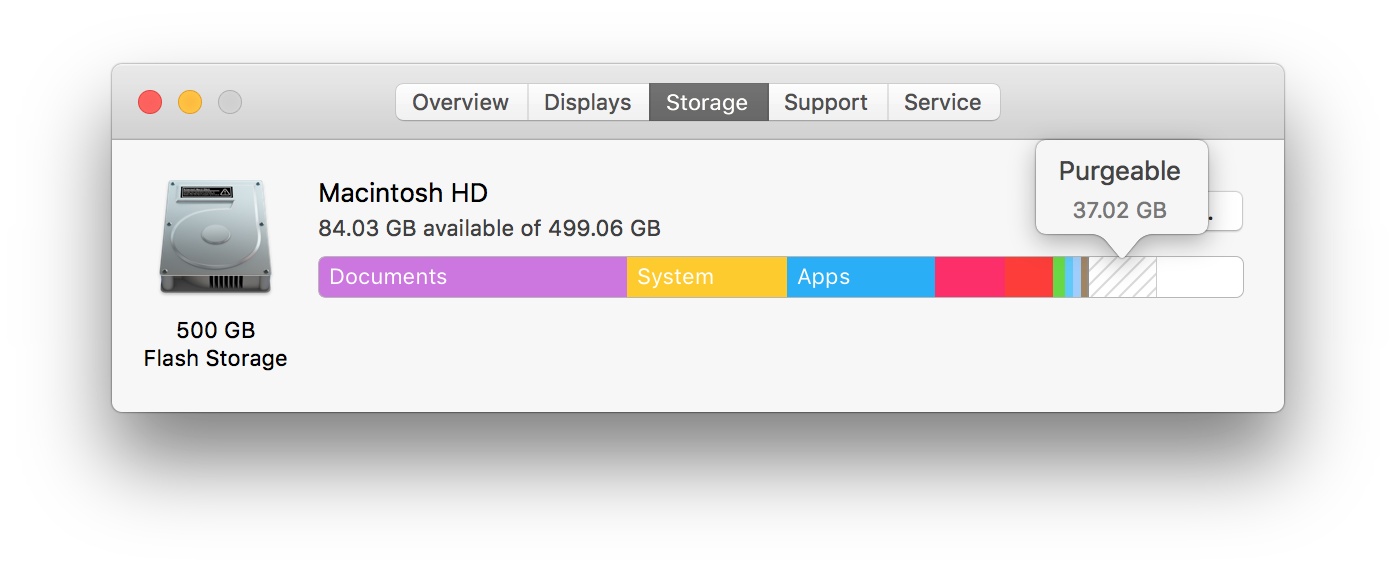 Overview
Displays
Storage
Support
Service
Purgeable
37.02 GB
Macintosh HD
84.03 GB available of 499.06 GB
Documents
System
Apps
500 GB
Flash Storage